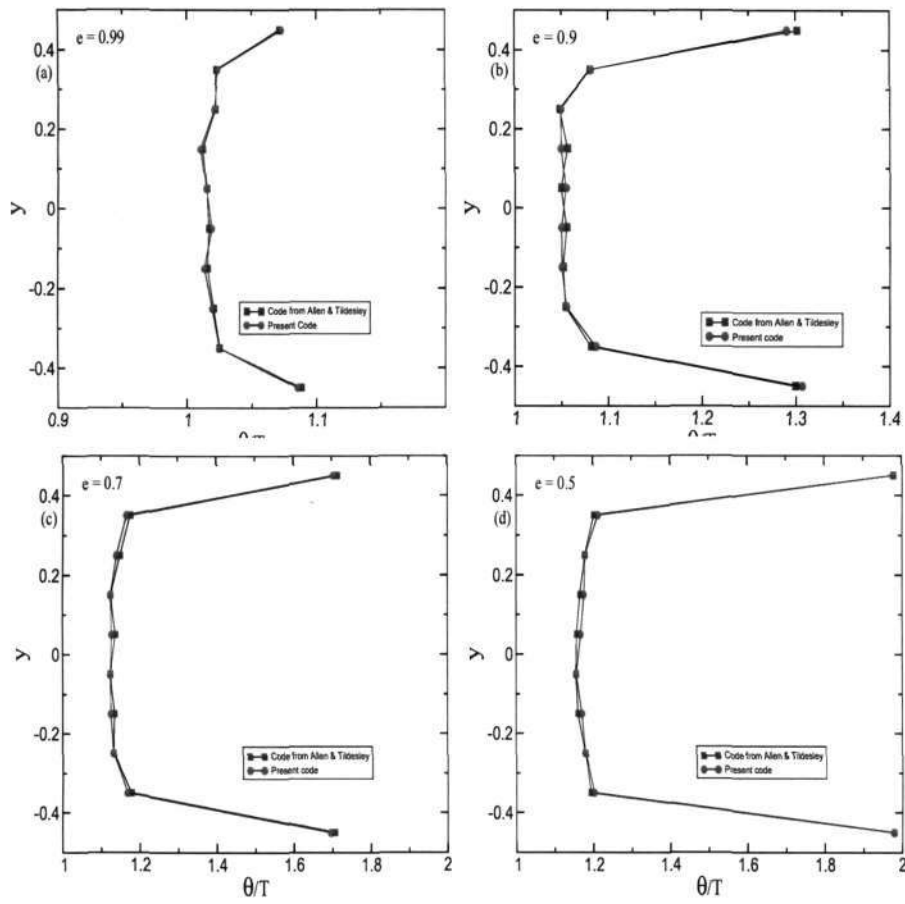 e = 0.99
(a)
0.4
0.2
0
-0.2
-0.4
y
Code from Allen & Tildesley
Present Code
0.9
1
1.1
θ/T
e = 0.9
(b)
0.4
0.2
0
-0.2
-0.4
y
Code from Allen & Tildesley
Present code
1
1.1
1.2
1.3
1.4
θ/T
e = 0.7
(c)
0.4
0.2
0
-0.2
-0.4
y
Code from Allen & Tildesley
Present code
1
1.2
1.4
1.6
1.8
2
θ/T
e = 0.5
(d)
0.4
0.2
0
-0.2
-0.4
y
Code from Allen & Tildesley
Present code
1
1.2
1.4
1.6
1.8
2
θ/T